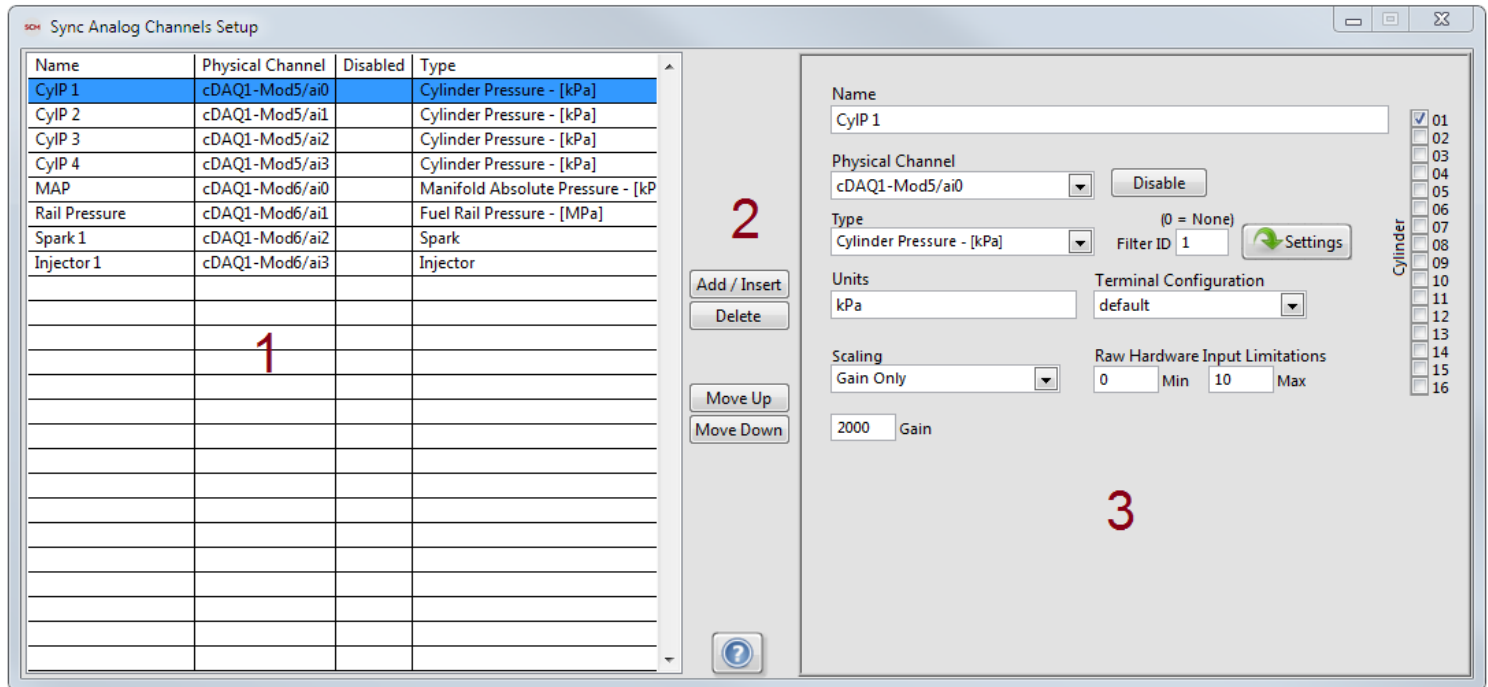 SCM Sync Analog Channels Setup
Name Physical Channel Disabled Type
CylP 1 cDAQ1-Mod5/ai0 Cylinder Pressure - [kPa]
CylP 2 cDAQ1-Mod5/ai1 Cylinder Pressure - [kPa]
CylP 3 cDAQ1-Mod5/ai2 Cylinder Pressure - [kPa]
CylP 4 cDAQ1-Mod5/ai3 Cylinder Pressure - [kPa]
MAP cDAQ1-Mod6/ai0 Manifold Absolute Pressure - [kP
Rail Pressure cDAQ1-Mod6/ai1 Fuel Rail Pressure - [MPa]
Spark 1 cDAQ1-Mod6/ai2 Spark
Injector 1 cDAQ1-Mod6/ai3 Injector
1
2
Add / Insert
Delete
Move Up
Move Down
?
Name
CylP 1
Physical Channel
cDAQ1-Mod5/ai0 Disable
Type (0 = None)
Cylinder Pressure - [kPa] Filter ID 1 Settings
Units Terminal Configuration
kPa default
Scaling Raw Hardware Input Limitations
Gain Only 0 Min 10 Max
2000 Gain
3
Cylinder
01
02
03
04
05
06
07
08
09
10
11
12
13
14
15
16